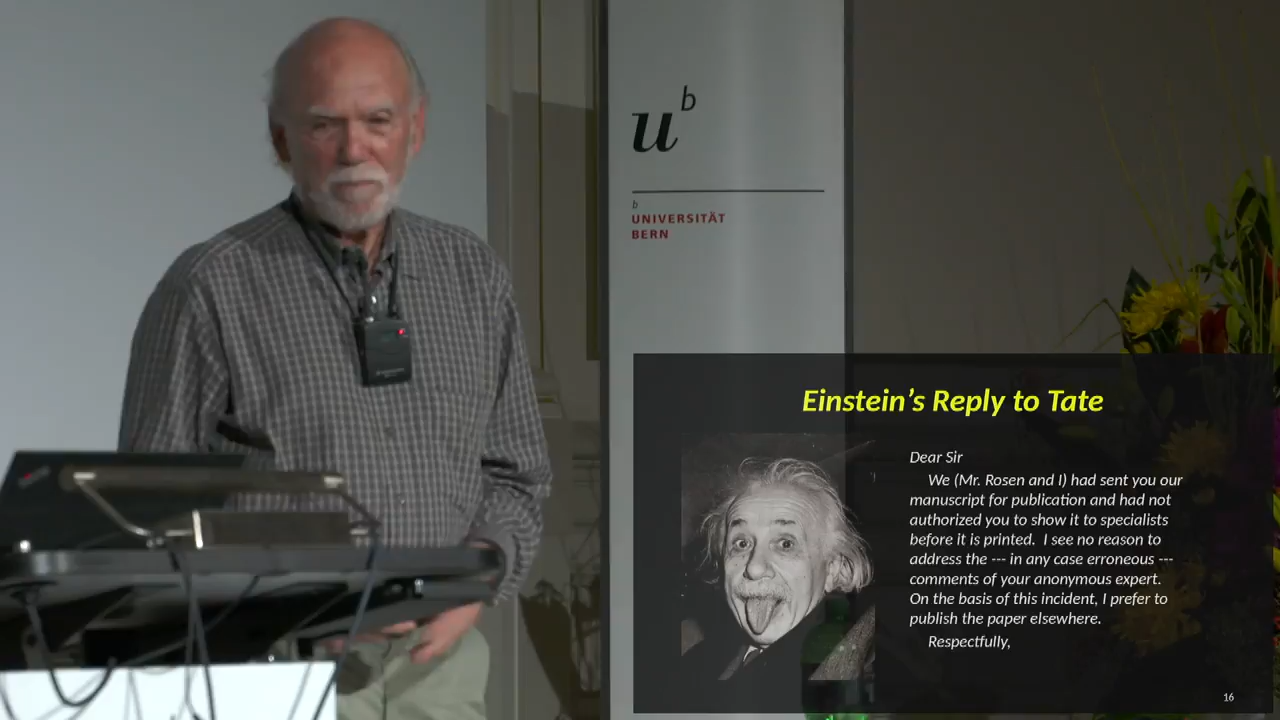 u
b
b
UNIVERSITÄT
BERN
Einstein's Reply to Tate
Dear Sir
We (Mr. Rosen and I) had sent you our
manuscript for publication and had not
authorized you to show it to specialists
before it is printed. I see no reason to
address the --- in any case erroneous ---
comments of your anonymous expert.
On the basis of this incident, I prefer to
publish the paper elsewhere.
Respectfully,
16